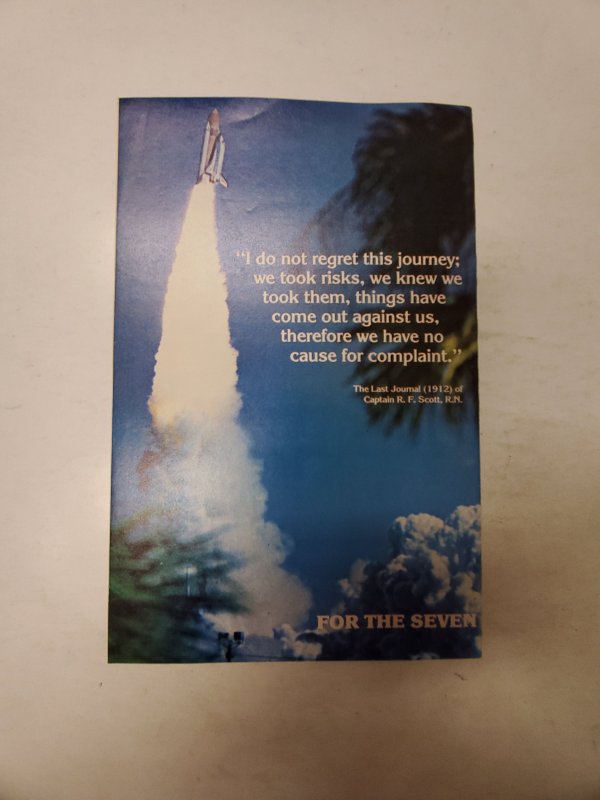 “I do not regret this journey;
we took risks, we knew we
took them, things have
come out against us,
therefore we have no
cause for complaint.”
The Last Journal (1912) of
Captain R. F. Scott, R.N.
FOR THE SEVEN